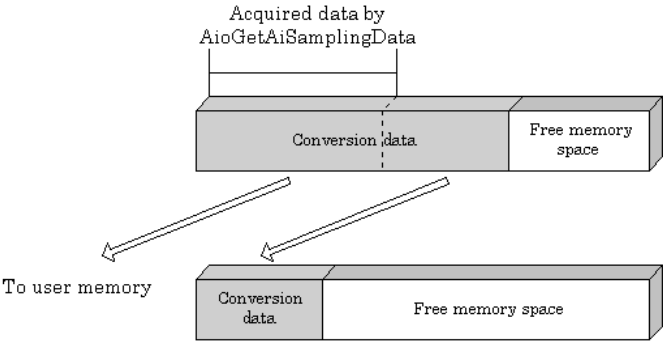 Acquired data by
AioGetAiSamplingData
Conversion data
Free memory
space
To user memory
Conversion
data
Free memory space